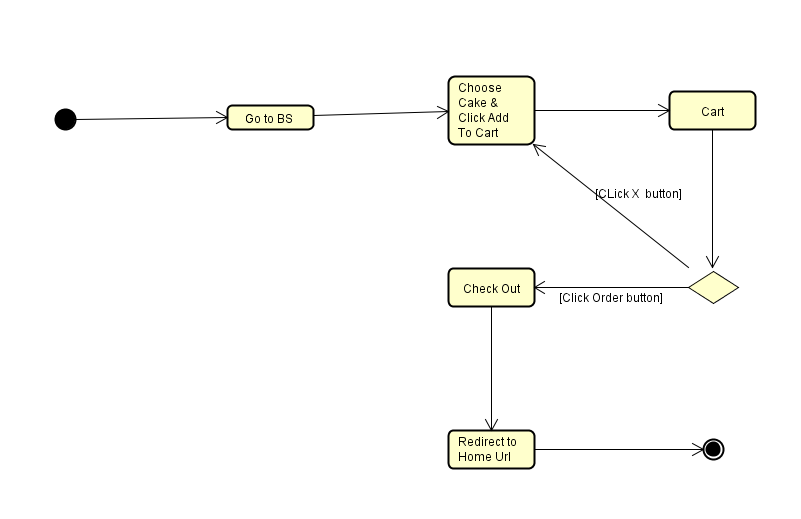 Go to BS
Choose
Cake &
Click Add
To Cart
Cart
[CLick X  button]
Check Out
[Click Order button]
Redirect to
Home Url